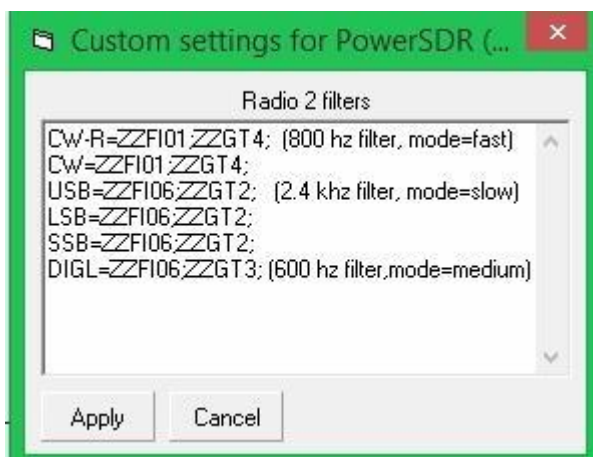 Custom settings for PowerSDR (...
Radio 2 filters
CW-R=ZZFI01;ZZGT4; (800 hz filter, mode=fast)
CW=ZZFI01;ZZGT4;
USB=ZZFI06;ZZGT2; (2.4 khz filter, mode=slow)
LSB=ZZFI06;ZZGT2;
SSB=ZZFI06;ZZGT2;
DIGL=ZZFI06;ZZGT3; (600 hz filter,mode=medium)
Apply Cancel